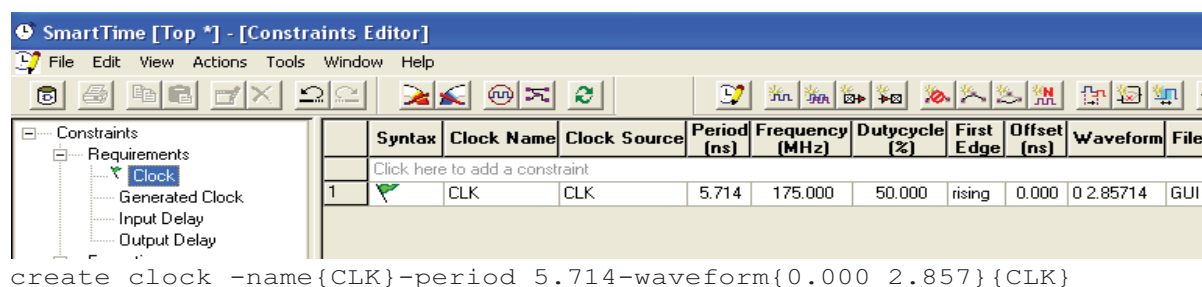 SmartTime [Top *] - [Constraints Editor]
File Edit View Actions Tools Window Help
Constraints
Requirements
Clock
Generated Clock
Input Delay
Output Delay
Syntax Clock Name Clock Source Period (ns) Frequency (MHz) Dutycycle (%) First Edge Offset (ns) Waveform File
Click here to add a constraint
1 CLK CLK 5.714 175.000 50.000 rising 0.000 0 2.85714 GUI
create clock -name{CLK}-period 5.714-waveform{0.000 2.857}{CLK}